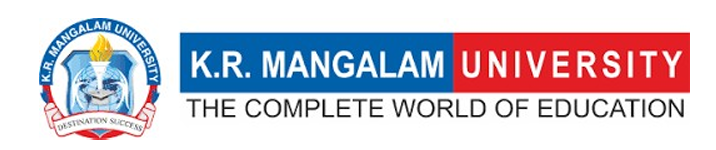 K.R. MANGALAM UNIVERSITY
DESTINATION SUCCESS
K.R. MANGALAM UNIVERSITY
THE COMPLETE WORLD OF EDUCATION